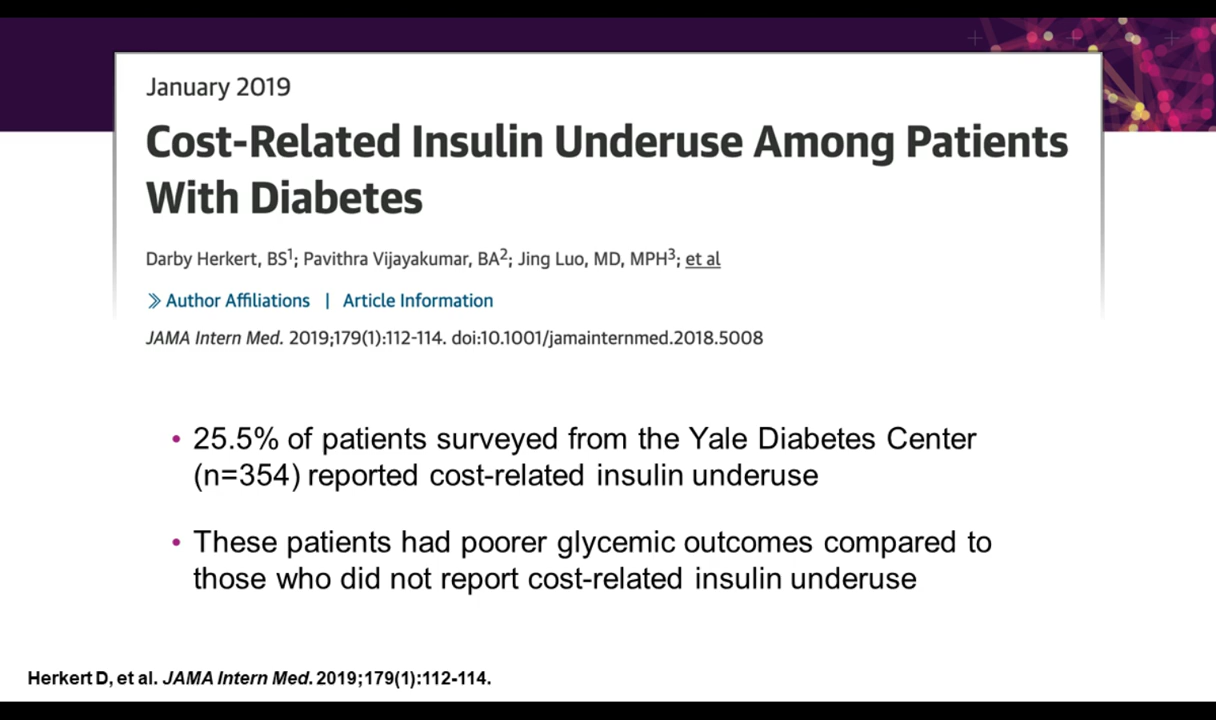 January 2019
Cost-Related Insulin Underuse Among Patients
With Diabetes
Darby Herkert, BS1; Pavithra Vijayakumar, BA2; Jing Luo, MD, MPH3; et al
≫ Author Affiliations | Article Information
JAMA Intern Med. 2019;179(1):112-114. doi:10.1001/jamainternmed.2018.5008
• 25.5% of patients surveyed from the Yale Diabetes Center
(n=354) reported cost-related insulin underuse
• These patients had poorer glycemic outcomes compared to
those who did not report cost-related insulin underuse
Herkert D, et al. JAMA Intern Med. 2019;179(1):112-114.